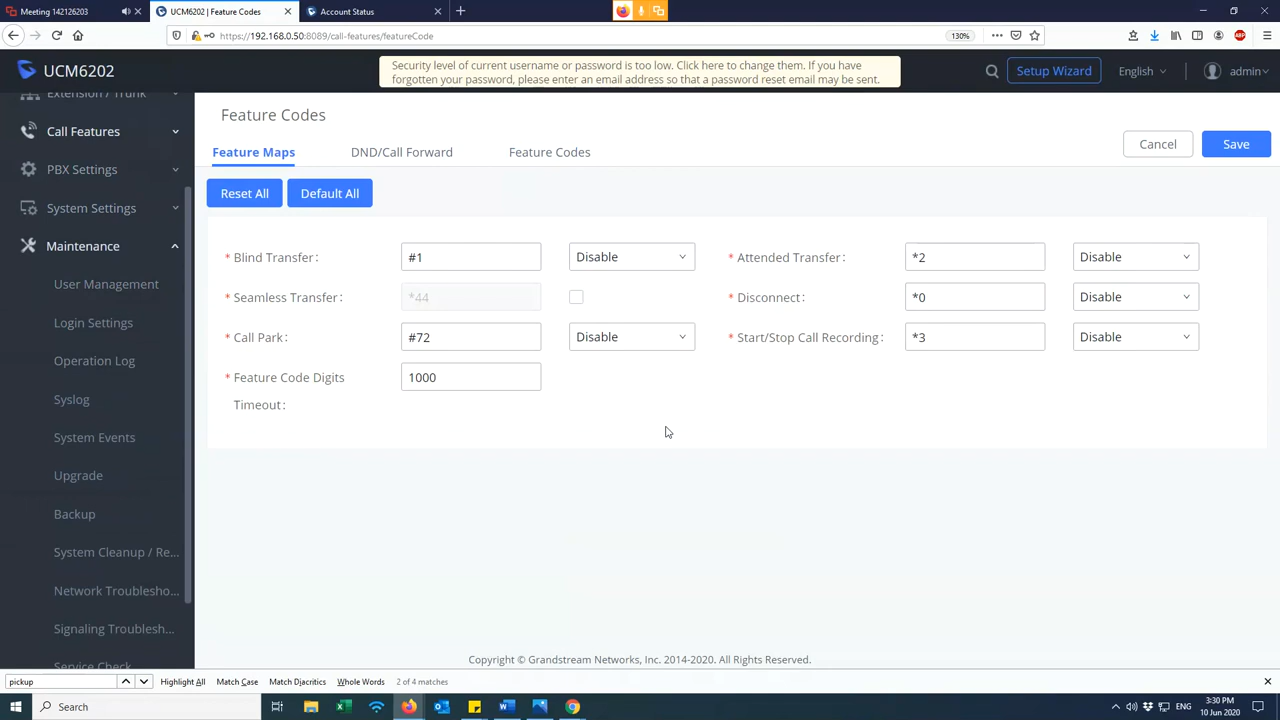 Meeting 142126203
UCM6202 | Feature Codes
Account Status
https://192.168.0.50:8089/call-features/featureCode
130%
ABP
UCM6202
Security level of current username or password is too low. Click here to change them. If you have
forgotten your password, please enter an email address so that a password reset email may be sent.
Setup Wizard
English
admin
Extension / Trunk
Call Features
PBX Settings
System Settings
Maintenance
User Management
Login Settings
Operation Log
Syslog
System Events
Upgrade
Backup
System Cleanup / Re...
Network Troublesho...
Signaling Troublesh...
Service Check
Feature Codes
Feature Maps
DND/Call Forward
Feature Codes
Cancel
Save
Reset All
Default All
* Blind Transfer: #1 Disable
* Attended Transfer: *2 Disable
* Seamless Transfer: *44
* Disconnect: *0 Disable
* Call Park: #72 Disable
* Start/Stop Call Recording: *3 Disable
* Feature Code Digits 1000
Timeout:
Copyright © Grandstream Networks, Inc. 2014-2020. All Rights Reserved.
pickup
Highlight All
Match Case
Match Diacritics
Whole Words
2 of 4 matches
Search
ENG
3:30 PM
10 Jun 2020